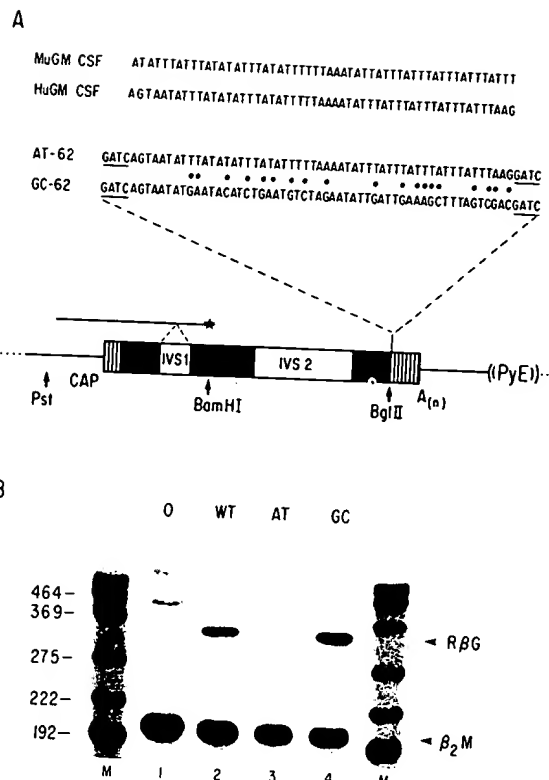 A
MuGM CSF ATATTTATTTATATATTTATATTTTTTAAATATTATTTATTTATTTATTTATTT
HuGM CSF AGTAATATTTATATATTTATATTTTTAAAATATTTATTTATTTATTTATTTAAG
AT-62 GATCAGTAATATTTATATATTTATATTTTTAAAATATTTATTTATTTATTTATTTAAGGATC
GC-62 GATCAGTAATATGAATACATCTGAATGTCTAGAATATTGATTGAAAGCTTTAGTCGACGATC
IVS1
IVS 2
((PyE))
CAP
Pst
BamHI
BglII
A(n)
B
O WT AT GC
464–
369–
275–
222–
192–
RβG
β2M
M 1 2 3 4 M